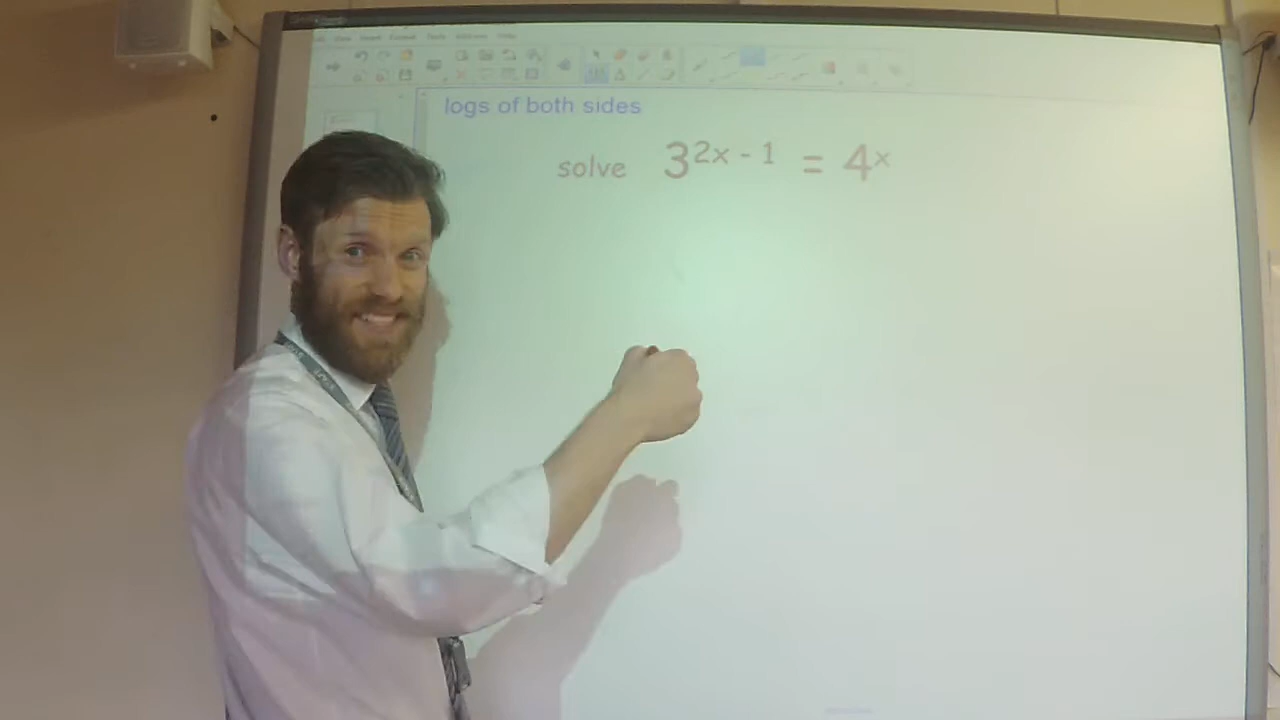 logs of both sides
solve 3^{2x - 1} = 4^x